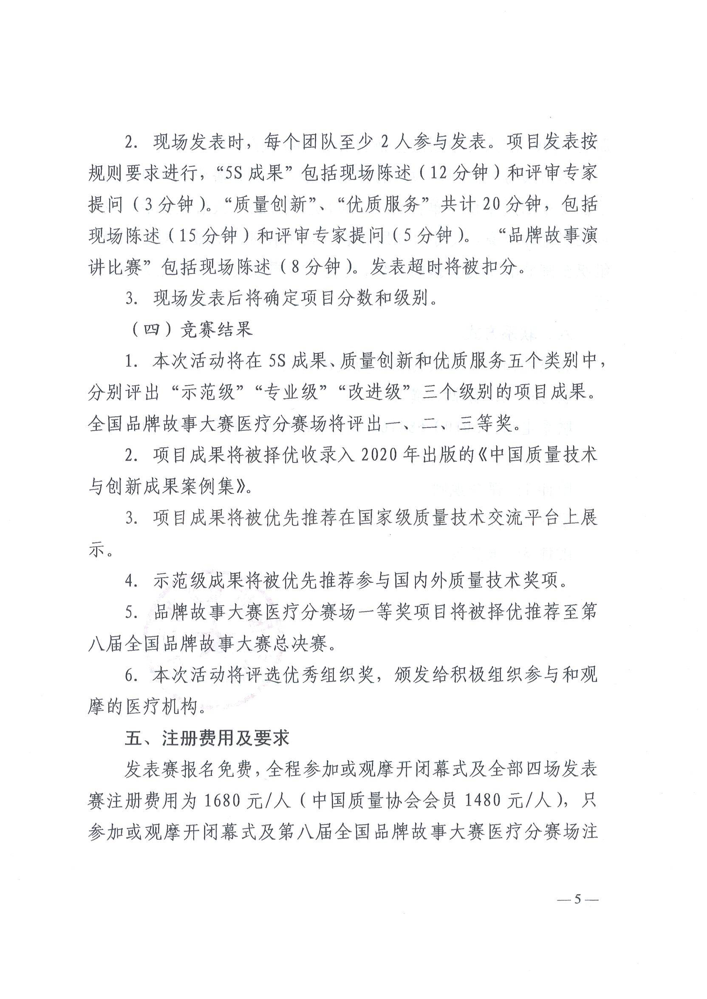 2. 现场发表时，每个团队至少 2 人参与发表。项目发表按
规则要求进行，“5S 成果”包括现场陈述（12 分钟）和评审专家
提问（3 分钟）。“质量创新”、“优质服务”共计 20 分钟，包括
现场陈述（15 分钟）和评审专家提问（5 分钟）。 “品牌故事演
讲比赛”包括现场陈述（8 分钟）。发表超时将被扣分。
3. 现场发表后将确定项目分数和级别。
（四）竞赛结果
1. 本次活动将在 5S 成果、质量创新和优质服务五个类别中，
分别评出“示范级”“专业级”“改进级”三个级别的项目成果。
全国品牌故事大赛医疗分赛场将评出一、二、三等奖。
2. 项目成果将被择优收录入 2020 年出版的《中国质量技术
与创新成果案例集》。
3. 项目成果将被优先推荐在国家级质量技术交流平台上展
示。
4. 示范级成果将被优先推荐参与国内外质量技术奖项。
5. 品牌故事大赛医疗分赛场一等奖项目将被择优推荐至第
八届全国品牌故事大赛总决赛。
6. 本次活动将评选优秀组织奖，颁发给积极组织参与和观
摩的医疗机构。
五、注册费用及要求
发表赛报名免费，全程参加或观摩开闭幕式及全部四场发表
赛注册费用为 1680 元/人（中国质量协会会员 1480 元/人），只
参加或观摩开闭幕式及第八届全国品牌故事大赛医疗分赛场注
— 5 —